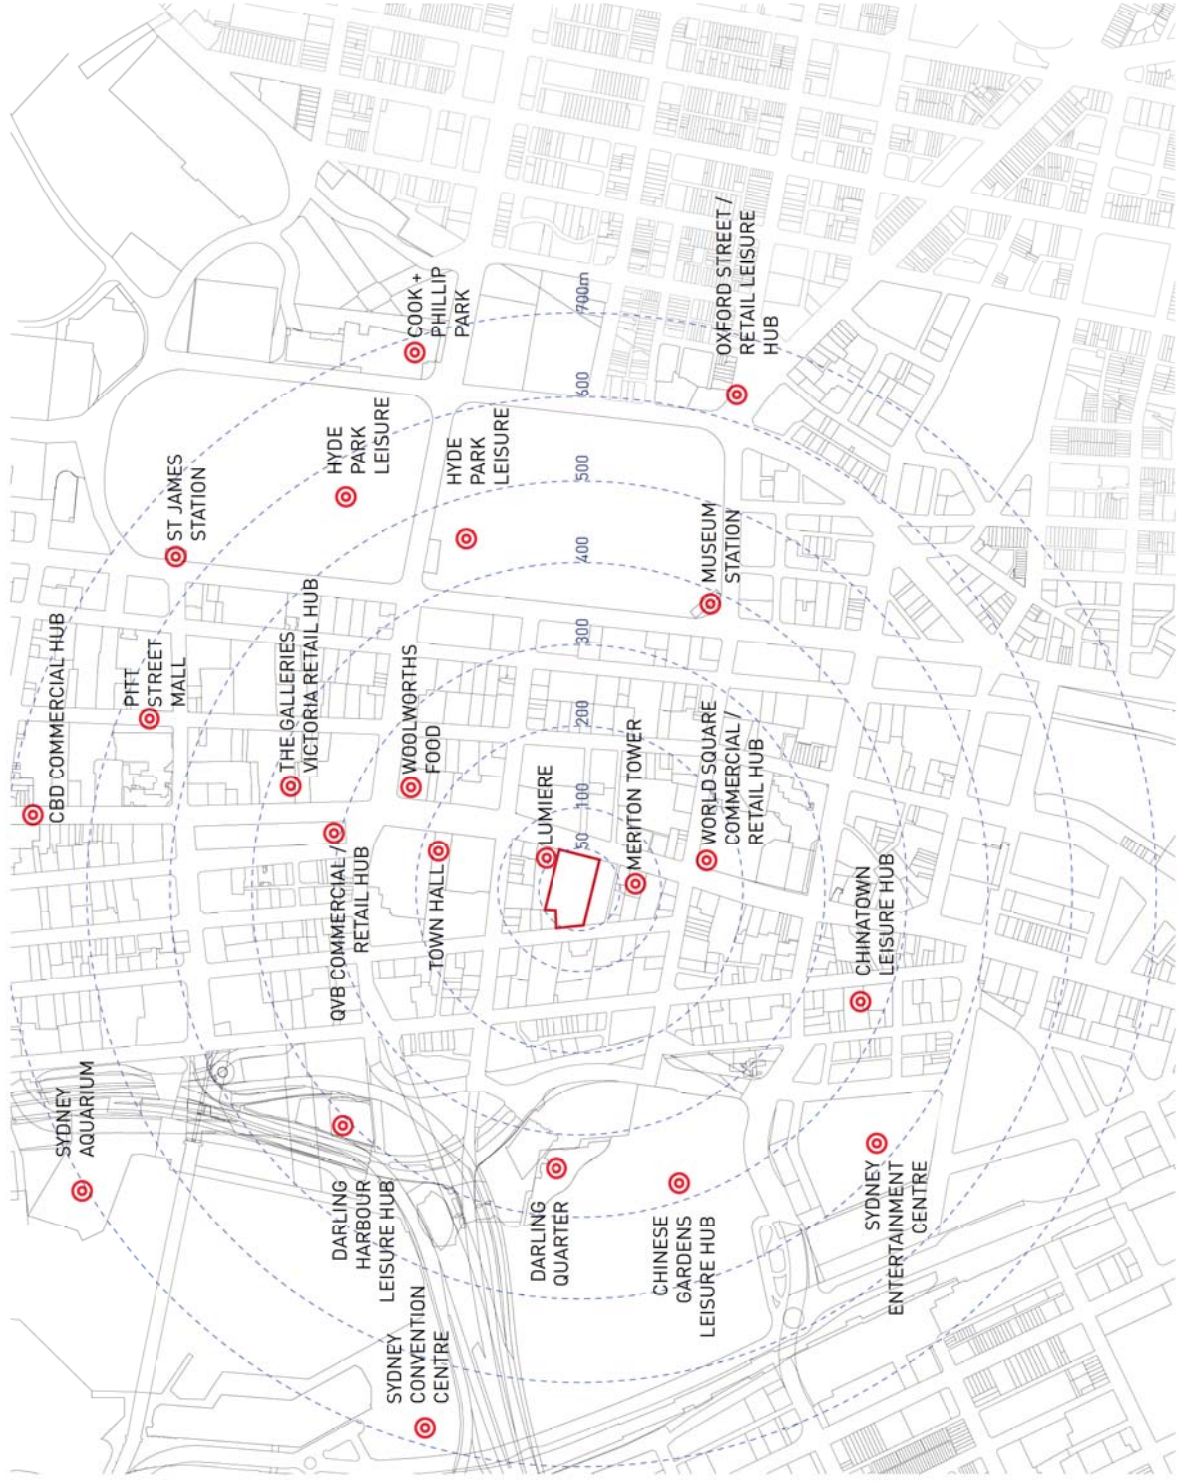 CBD COMMERCIAL HUB
PITT
STREET
MALL
ST JAMES
STATION
SYDNEY
AQUARIUM
THE GALLERIES
VICTORIA RETAIL HUB
HYDE
PARK
LEISURE
COOK +
PHILLIP
PARK
QVB COMMERCIAL /
RETAIL HUB
WOOLWORTHS
FOOD
HYDE
PARK
LEISURE
DARLING
HARBOUR
LEISURE HUB
TOWN HALL
SYDNEY
CONVENTION
CENTRE
LUMIERE
50
100
200
300
400
500
600
700m
DARLING
QUARTER
MERITON TOWER
MUSEUM
STATION
OXFORD STREET /
RETAIL LEISURE
HUB
CHINESE
GARDENS
LEISURE HUB
WORLD SQUARE
COMMERCIAL /
RETAIL HUB
CHINATOWN
LEISURE HUB
SYDNEY
ENTERTAINMENT
CENTRE